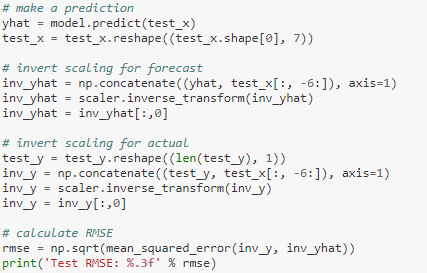 # make a prediction
yhat = model.predict(test_x)
test_x = test_x.reshape((test_x.shape[0], 7))
# invert scaling for forecast
inv_yhat = np.concatenate((yhat, test_x[:, -6:]), axis=1)
inv_yhat = scaler.inverse_transform(inv_yhat)
inv_yhat = inv_yhat[:,0]
# invert scaling for actual
test_y = test_y.reshape((len(test_y), 1))
inv_y = np.concatenate((test_y, test_x[:, -6:]), axis=1)
inv_y = scaler.inverse_transform(inv_y)
inv_y = inv_y[:,0]
# calculate RMSE
rmse = np.sqrt(mean_squared_error(inv_y, inv_yhat))
print('Test RMSE: %.3f' % rmse)